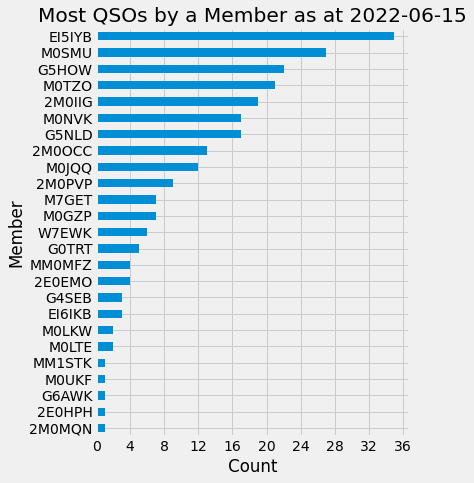 Most QSOs by a Member as at 2022-06-15
EI5IYB
M0SMU
G5HOW
M0TZO
2M0IIG
M0NVK
G5NLD
2M0OCC
M0JQQ
2M0PVP
M7GET
M0GZP
W7EWK
G0TRT
MM0MFZ
2E0EMO
G4SEB
EI6IKB
M0LKW
M0LTE
MM1STK
M0UKF
G6AWK
2E0HPH
2M0MQN
Member
0 4 8 12 16 20 24 28 32 36
Count